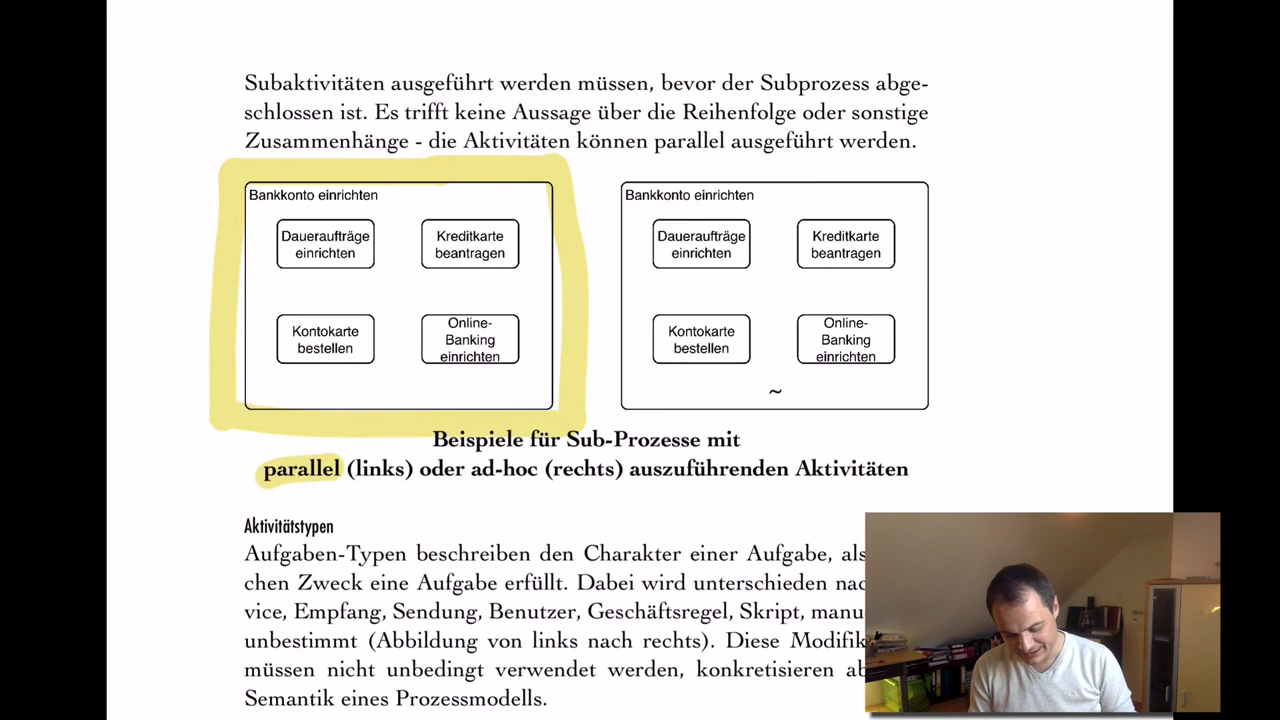 Subaktivitäten ausgeführt werden müssen, bevor der Subprozess abge-
schlossen ist. Es trifft keine Aussage über die Reihenfolge oder sonstige
Zusammenhänge - die Aktivitäten können parallel ausgeführt werden.
Bankkonto einrichten
Daueraufträge
einrichten
Kreditkarte
beantragen
Kontokarte
bestellen
Online-
Banking
einrichten
Bankkonto einrichten
Daueraufträge
einrichten
Kreditkarte
beantragen
Kontokarte
bestellen
Online-
Banking
einrichten
~
Beispiele für Sub-Prozesse mit
parallel (links) oder ad-hoc (rechts) auszuführenden Aktivitäten
Aktivitätstypen
Aufgaben-Typen beschreiben den Charakter einer Aufgabe, als
chen Zweck eine Aufgabe erfüllt. Dabei wird unterschieden nac
vice, Empfang, Sendung, Benutzer, Geschäftsregel, Skript, manu
unbestimmt (Abbildung von links nach rechts). Diese Modifik
müssen nicht unbedingt verwendet werden, konkretisieren ab
Semantik eines Prozessmodells.